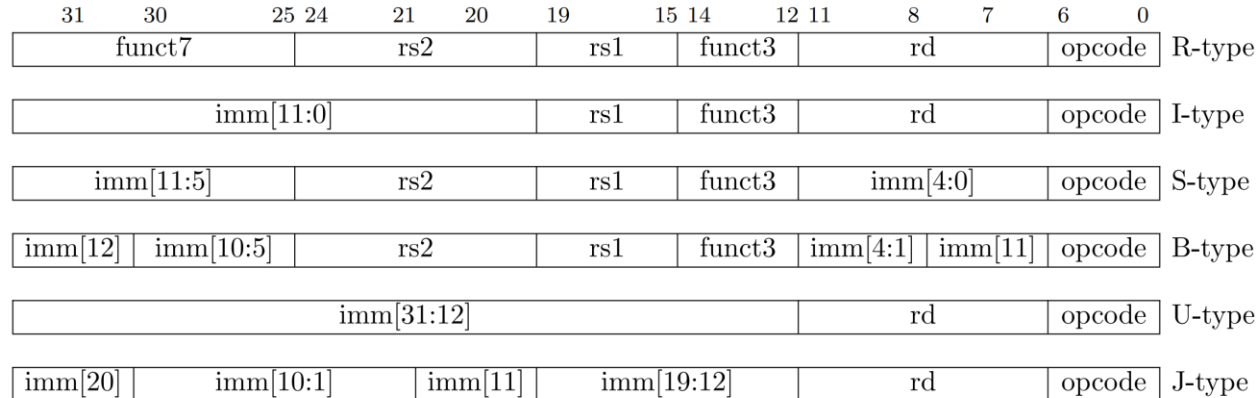 31 30 25 24 21 20 19 15 14 12 11 8 7 6 0
funct7 rs2 rs1 funct3 rd opcode R-type
imm[11:0] rs1 funct3 rd opcode I-type
imm[11:5] rs2 rs1 funct3 imm[4:0] opcode S-type
imm[12] imm[10:5] rs2 rs1 funct3 imm[4:1] imm[11] opcode B-type
imm[31:12] rd opcode U-type
imm[20] imm[10:1] imm[11] imm[19:12] rd opcode J-type